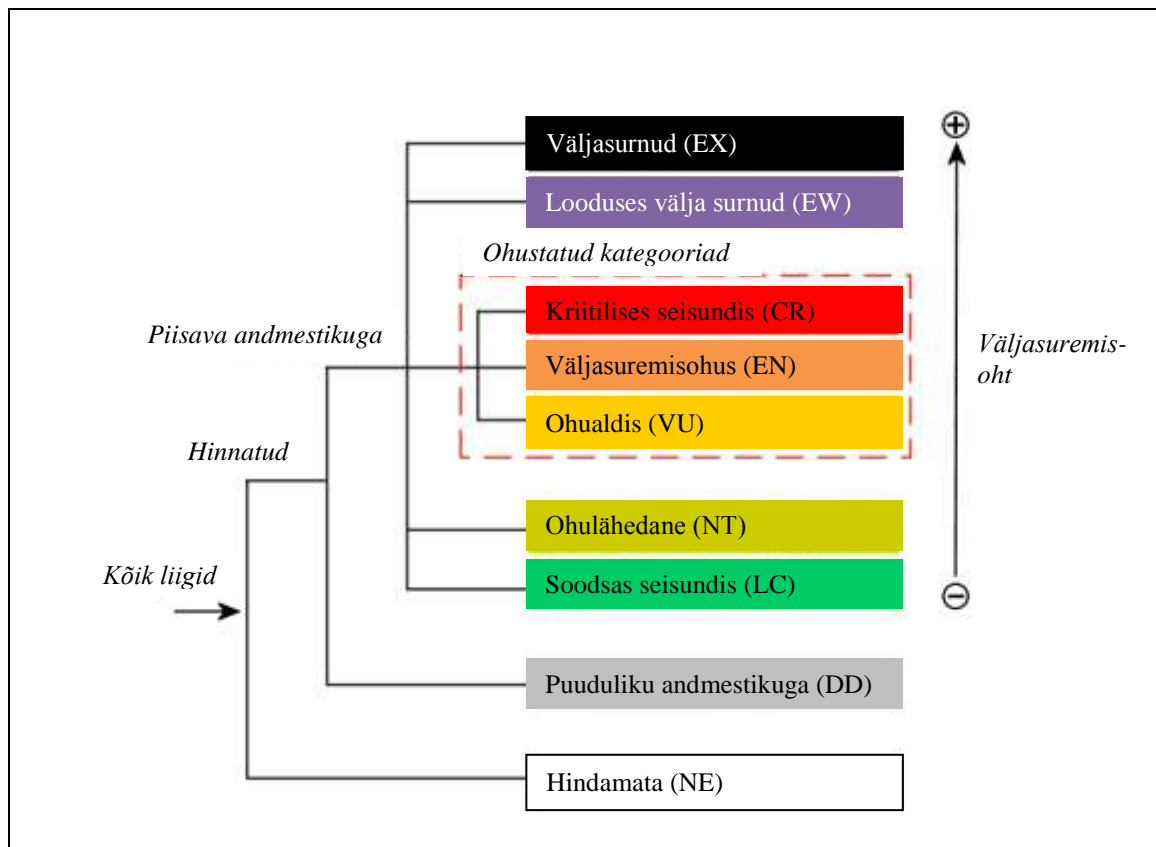 Väljasurnud (EX)
Looduses välja surnud (EW)
Ohustatud kategooriad
Kriitilises seisundis (CR)
Piisava andmestikuga
Väljasuremisohus (EN)
Väljasuremis-
oht
Ohualdis (VU)
Hinnatud
Ohulähedane (NT)
Kõik liigid
Soodsas seisundis (LC)
Puuduliku andmestikuga (DD)
Hindamata (NE)